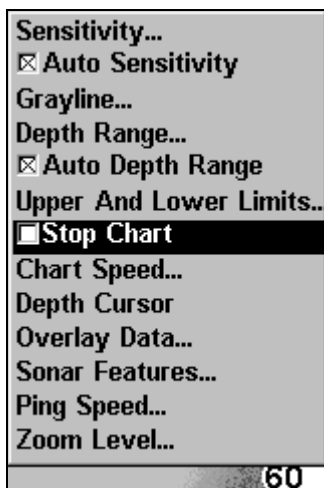 Sensitivity...
Auto Sensitivity
Grayline...
Depth Range...
Auto Depth Range
Upper And Lower Limits..
Stop Chart
Chart Speed...
Depth Cursor
Overlay Data...
Sonar Features...
Ping Speed...
Zoom Level...
60